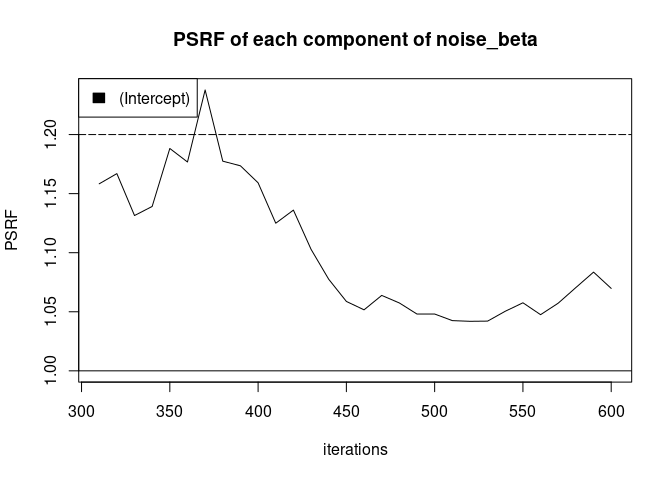 PSRF of each component of noise_beta
(Intercept)
PSRF
1.20
1.15
1.10
1.05
1.00
300 350 400 450 500 550 600
iterations